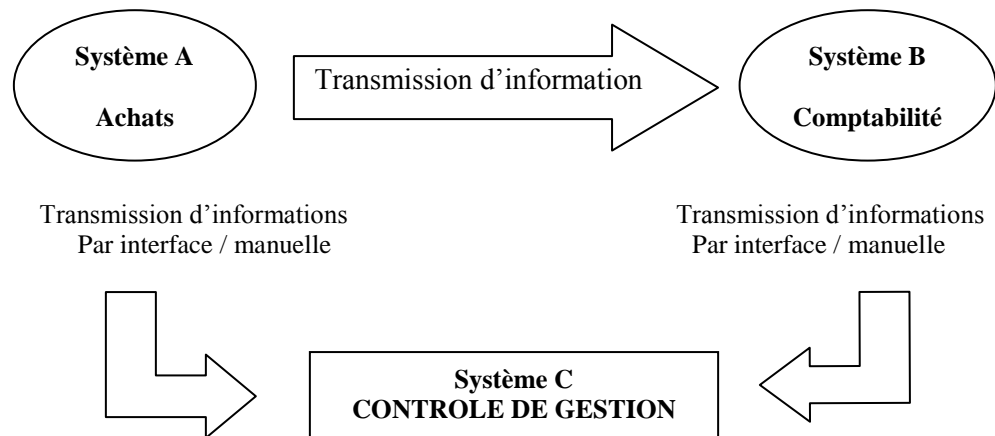 Système A
Achats
Transmission d’information
Système B
Comptabilité
Transmission d’informations
Par interface / manuelle
Transmission d’informations
Par interface / manuelle
Système C
CONTROLE DE GESTION